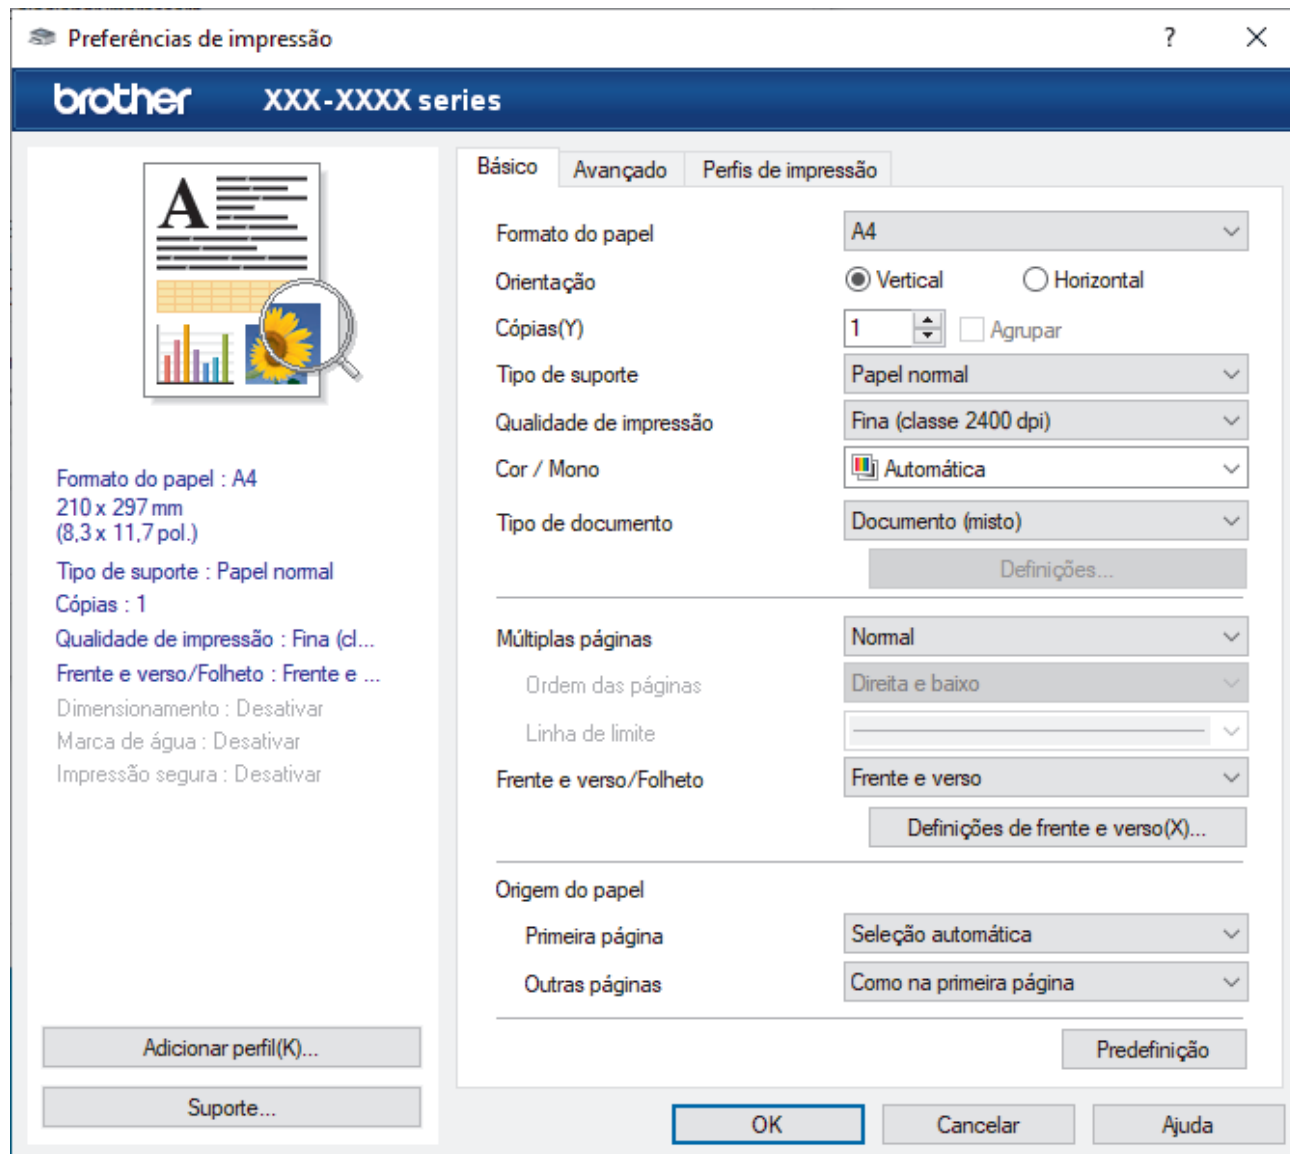 Preferências de impressão
?
brother XXX-XXXX series
A
Formato do papel : A4
210 x 297 mm
(8,3 x 11,7 pol.)
Tipo de suporte : Papel normal
Cópias : 1
Qualidade de impressão : Fina (cl...
Frente e verso/Folheto : Frente e ...
Dimensionamento : Desativar
Marca de água : Desativar
Impressão segura : Desativar
Adicionar perfil(K)...
Suporte...
Básico Avançado Perfis de impressão
Formato do papel A4
Orientação Vertical Horizontal
Cópias(Y) 1 Agrupar
Tipo de suporte Papel normal
Qualidade de impressão Fina (classe 2400 dpi)
Cor / Mono Automática
Tipo de documento Documento (misto)
Definições...
Múltiplas páginas Normal
Ordem das páginas Direita e baixo
Linha de limite
Frente e verso/Folheto Frente e verso
Definições de frente e verso(X)...
Origem do papel
Primeira página Seleção automática
Outras páginas Como na primeira página
Predefinição
OK Cancelar Ajuda